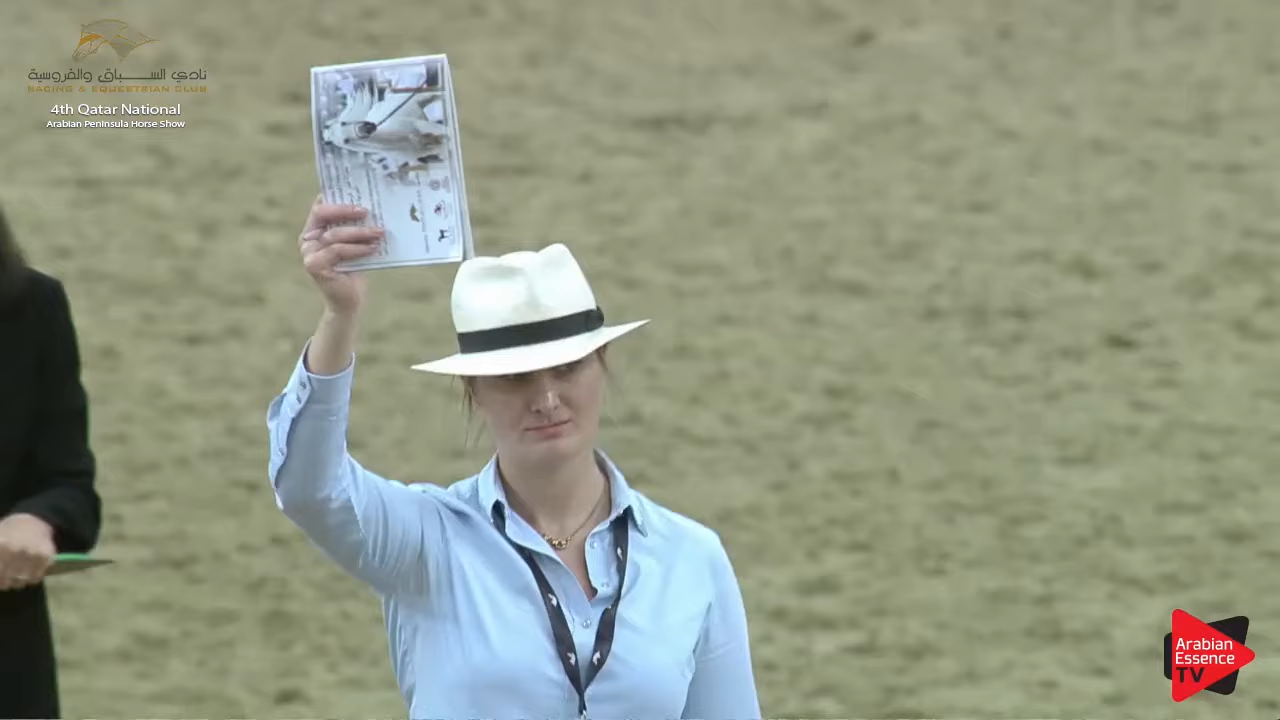 نادي السباق والفروسية
RACING & EQUESTRIAN CLUB
4th Qatar National
Arabian Peninsula Horse Show
Arabian
Essence
TV